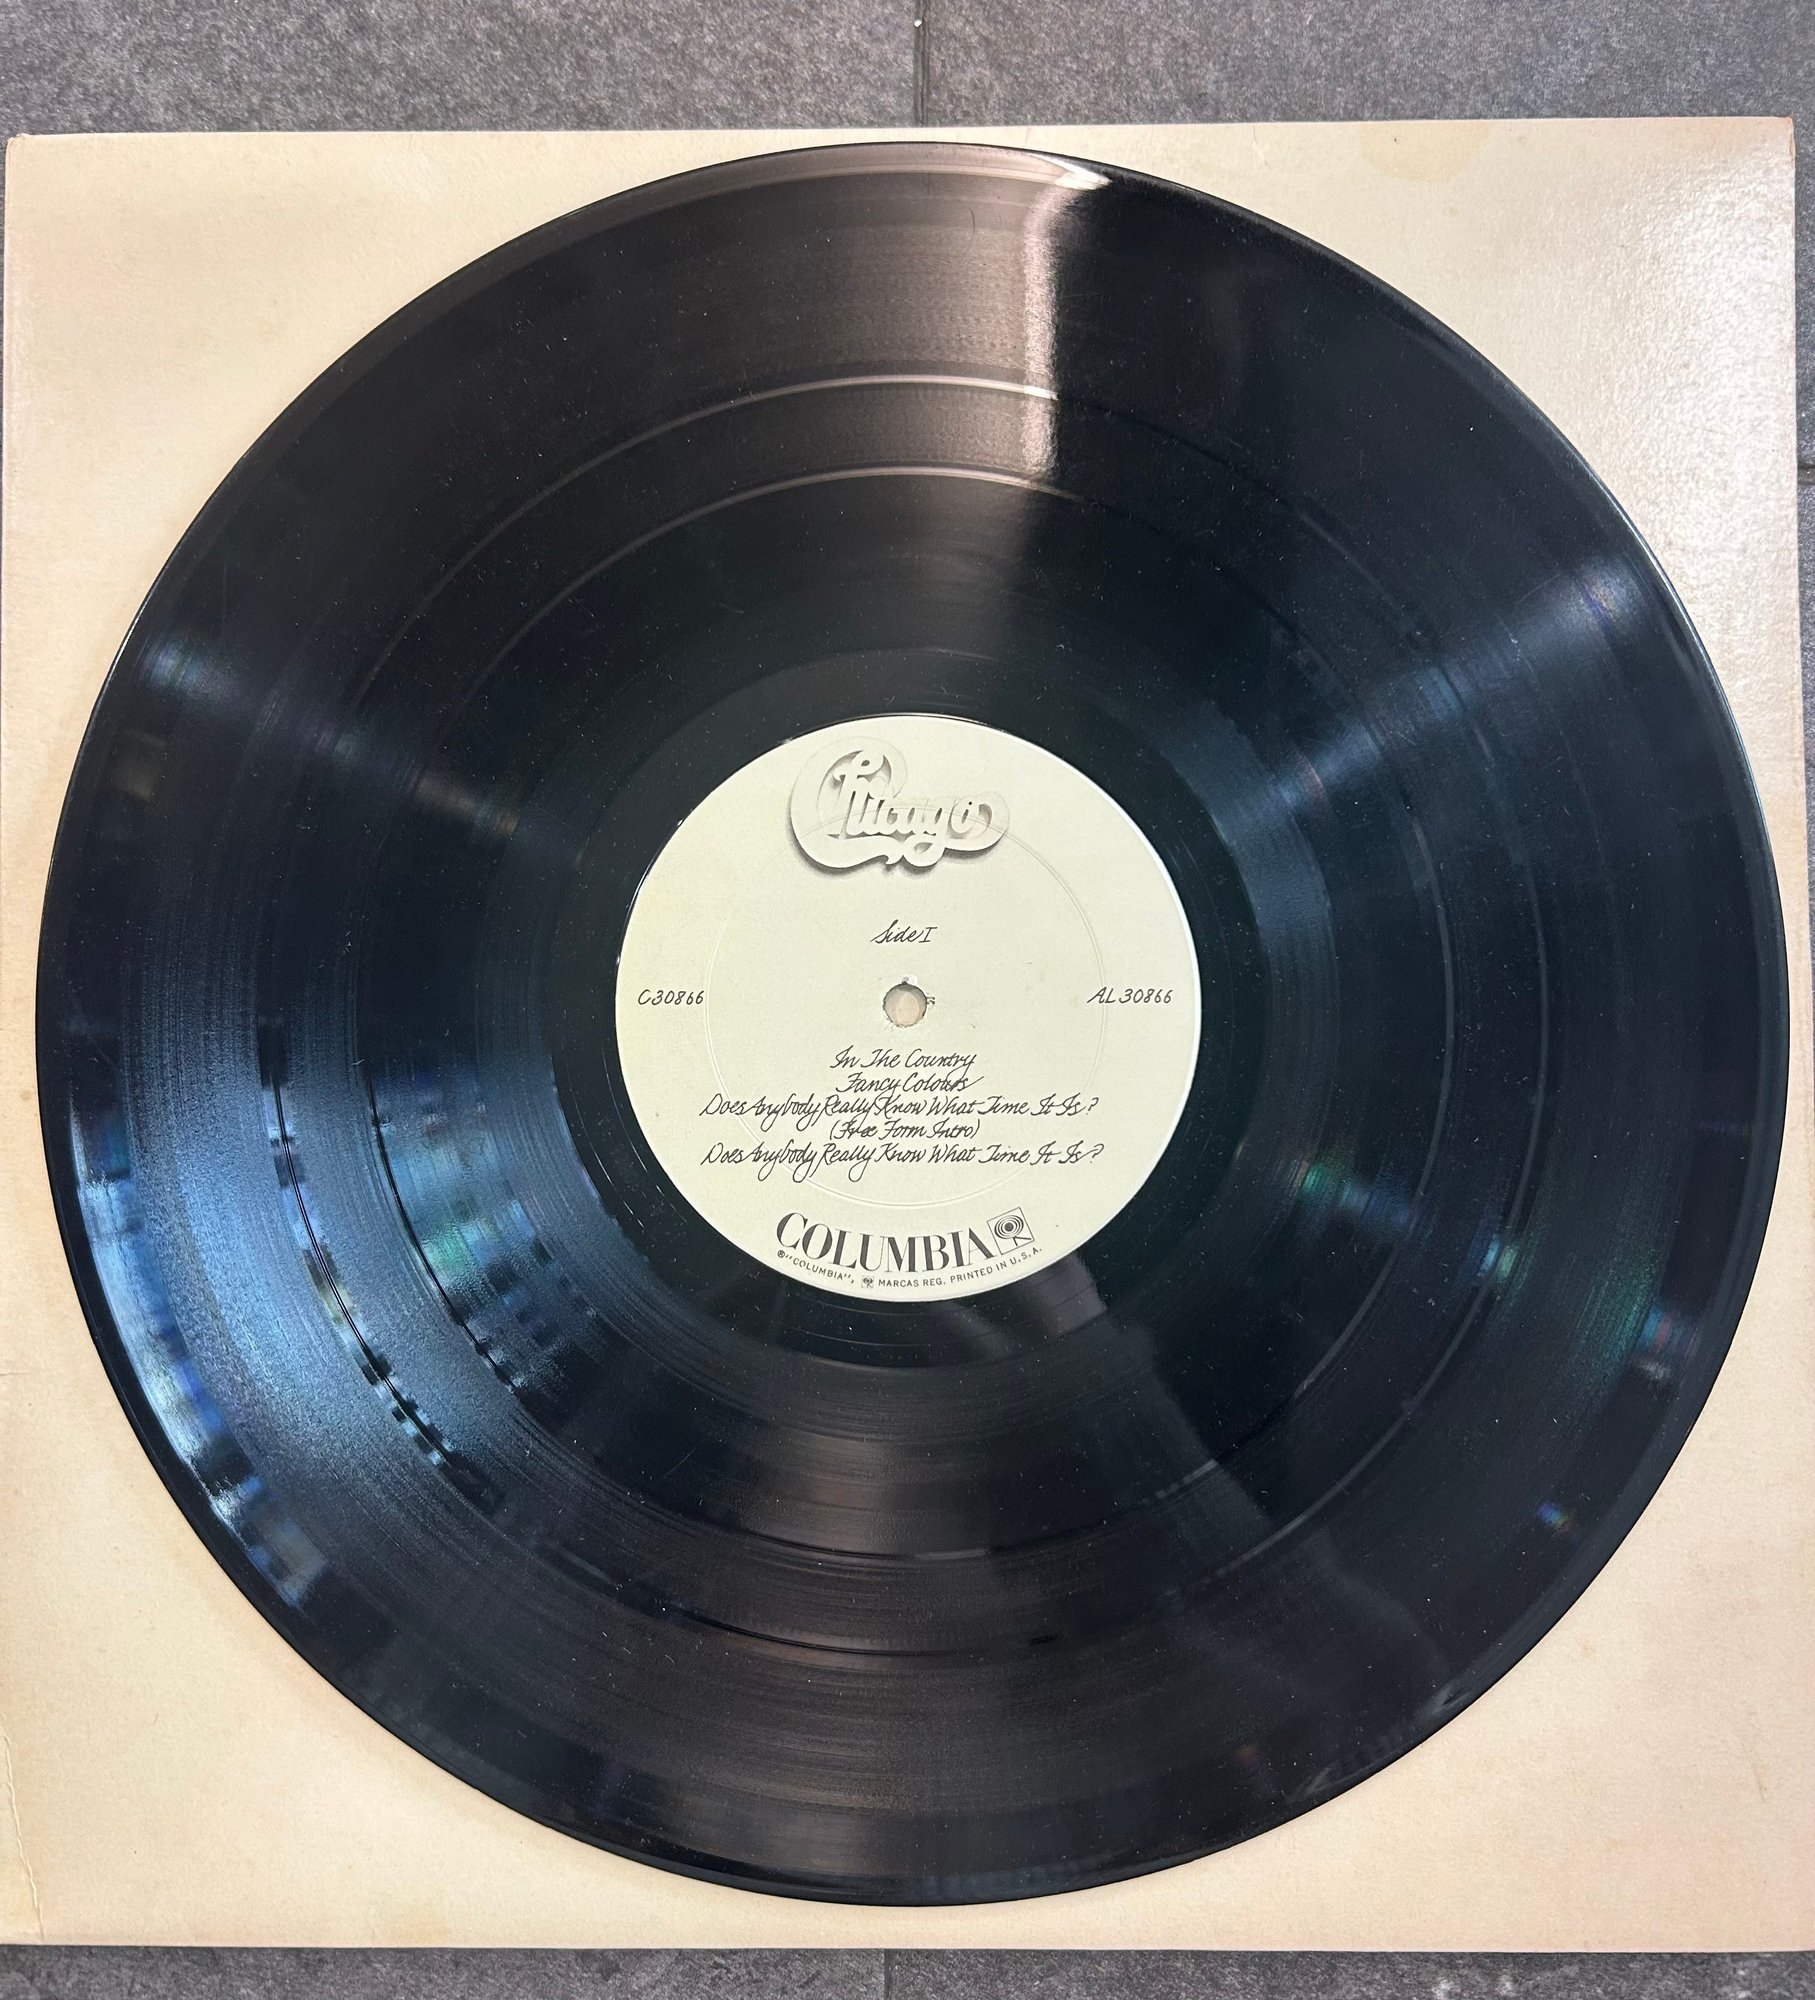 Chicago
Side I
C30866
AL 30866
In The Country
Fancy Colours
Does Anybody Really Know What Time It Is?
(Free Form Intro)
Does Anybody Really Know What Time It Is?
COLUMBIA
®"COLUMBIA", MARCAS REG. PRINTED IN U.S.A.